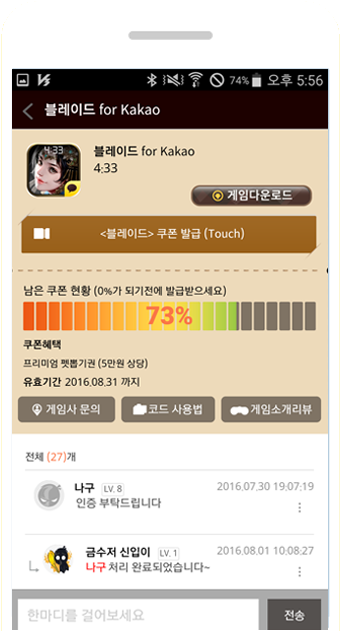 74% 오후 5:56
블레이드 for Kakao
4:33
블레이드 for Kakao
4:33
게임다운로드
<블레이드> 쿠폰 발급 (Touch)
남은 쿠폰 현황 (0%가 되기전에 발급받으세요)
73%
쿠폰혜택
프리미엄 펫뽑기권 (5만원 상당)
유효기간 2016.08.31 까지
게임사 문의 코드 사용법 게임소개리뷰
전체 (27)개
나구 LV. 8 2016.07.30 19:07:19
인증 부탁드립니다
금수저 신입이 LV. 1 2016.08.01 10:08:27
나구 처리 완료되었습니다~
한마디를 걸어보세요 전송